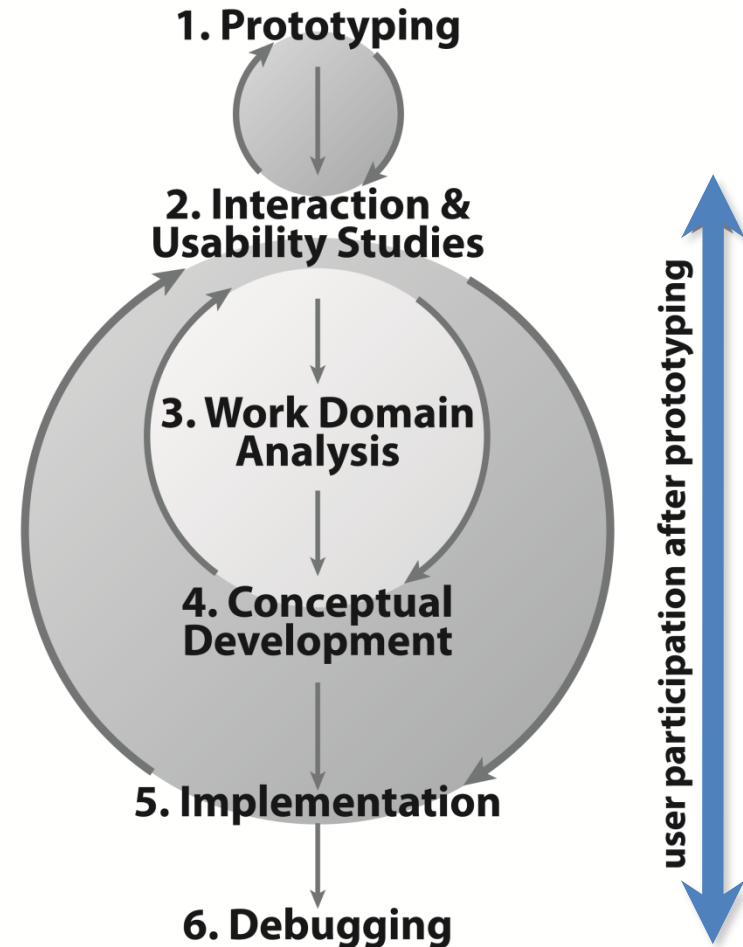 1. Prototyping
2. Interaction &
Usability Studies
3. Work Domain
Analysis
4. Conceptual
Development
5. Implementation
6. Debugging
user participation after prototyping